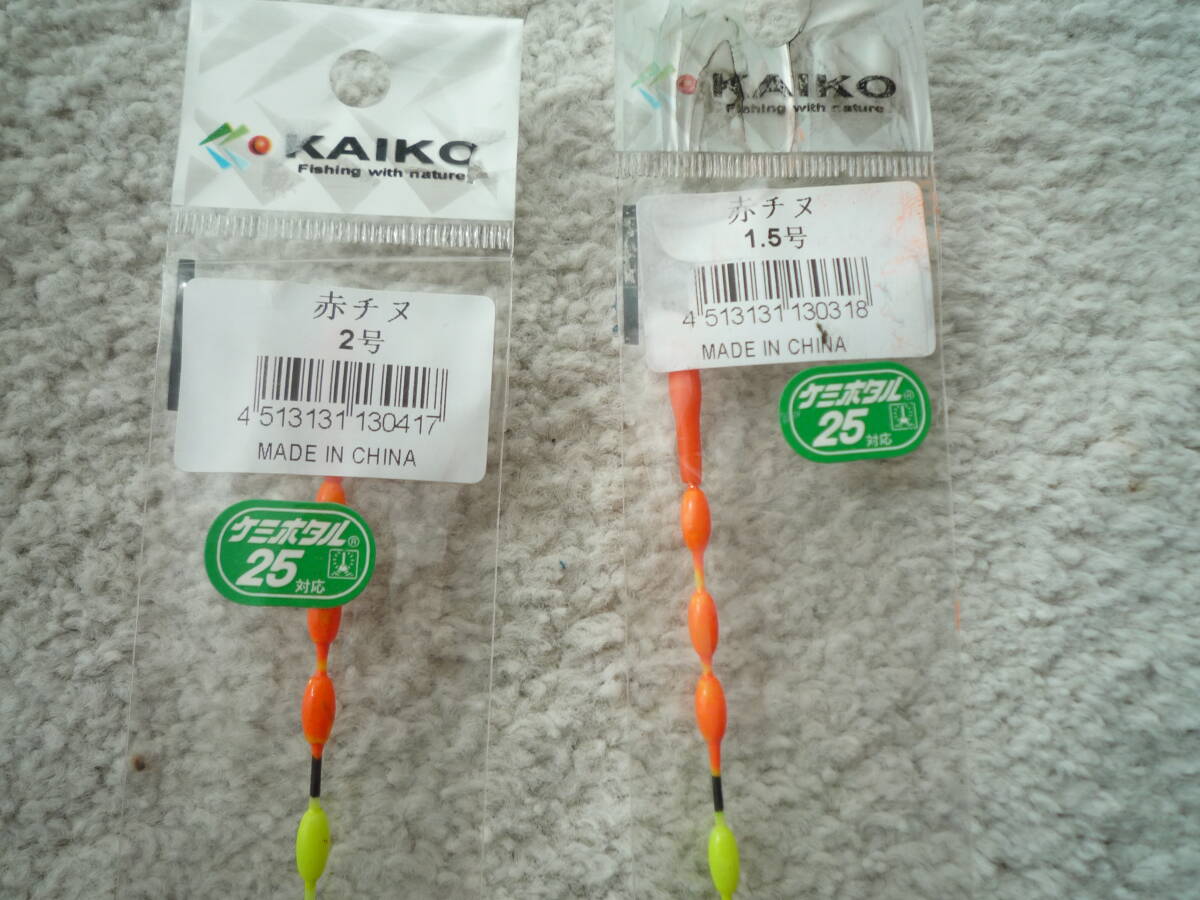 KAIKO
Fishing with nature
赤チヌ
2号
4 513131 130417
MADE IN CHINA
ケミホタル®
25 対応
KAIKO
Fishing with nature
赤チヌ
1.5号
4 513131 130318
MADE IN CHINA
ケミホタル®
25 対応